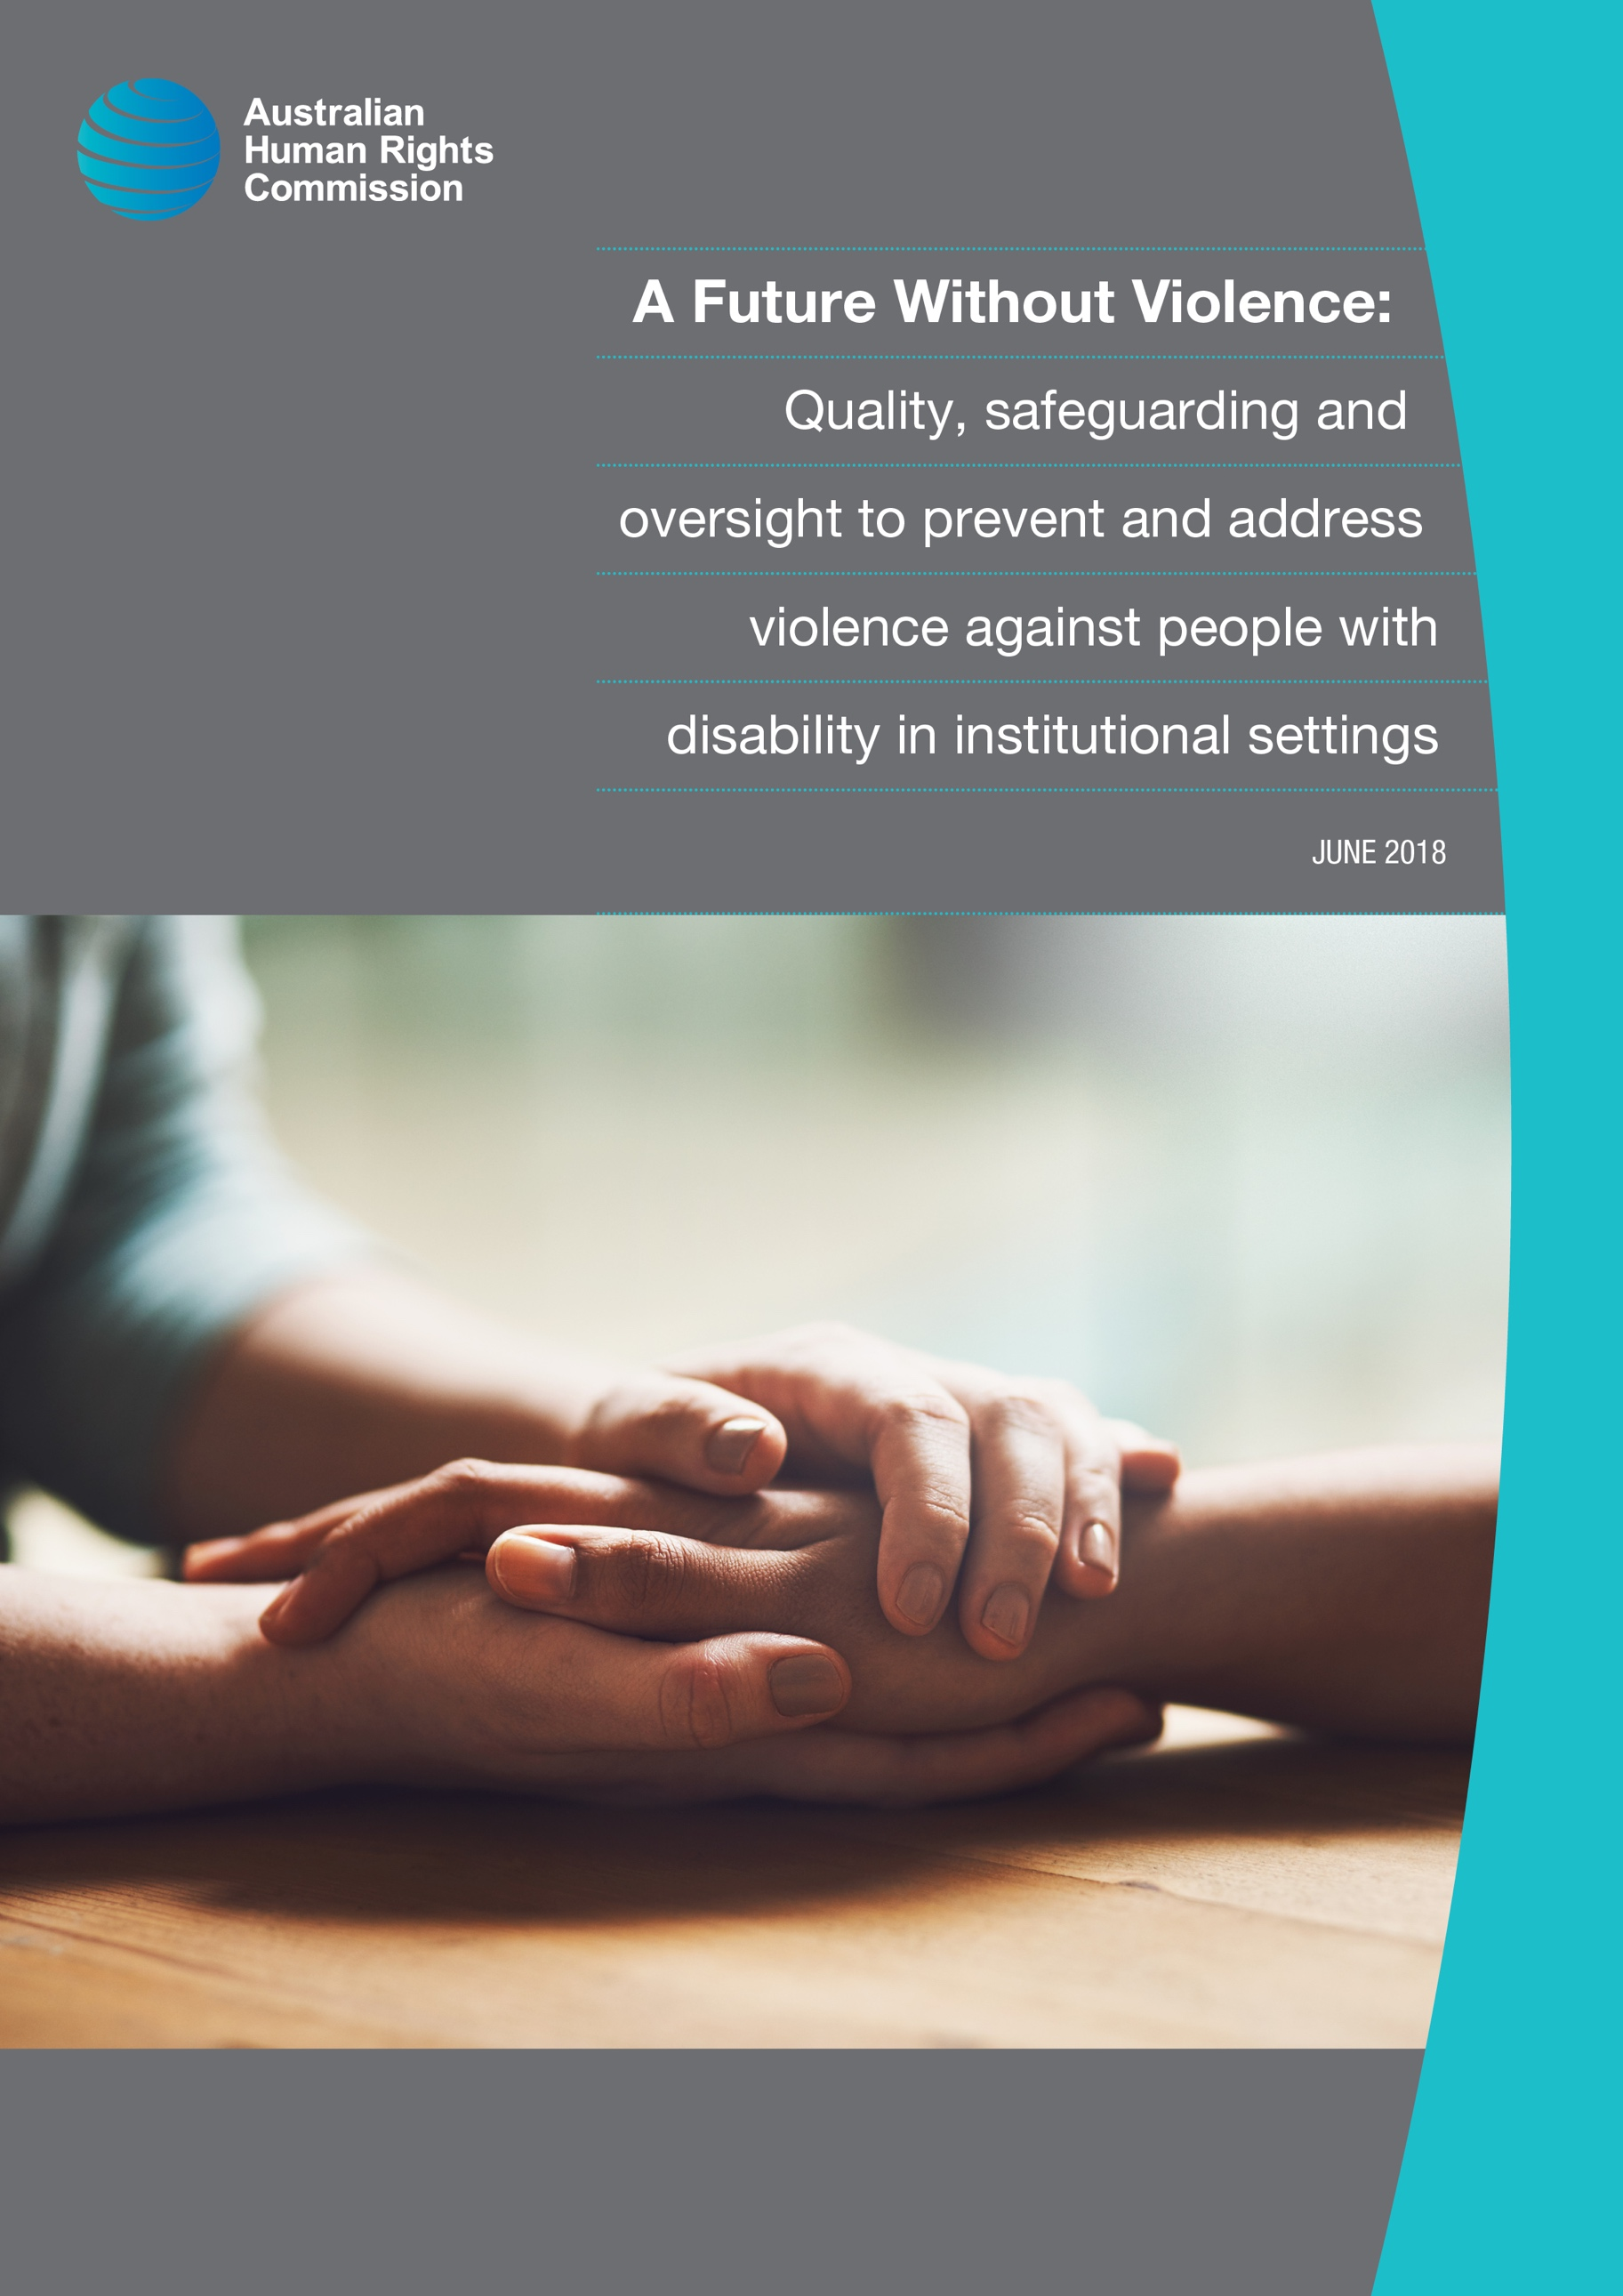 Australian
Human Rights
Commission
A Future Without Violence:
Quality, safeguarding and
oversight to prevent and address
violence against people with
disability in institutional settings
JUNE 2018